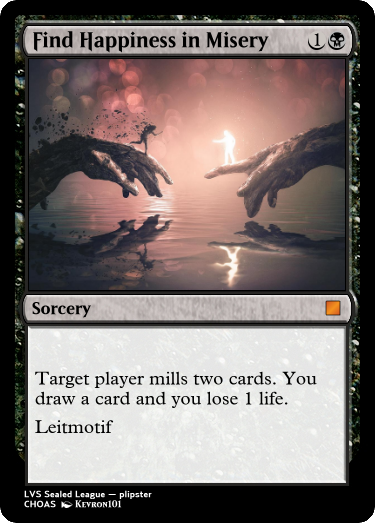 Find Happiness in Misery 1
Sorcery
Target player mills two cards. You
draw a card and you lose 1 life.
Leitmotif
LVS Sealed League — plipster
CHOAS Kevron101